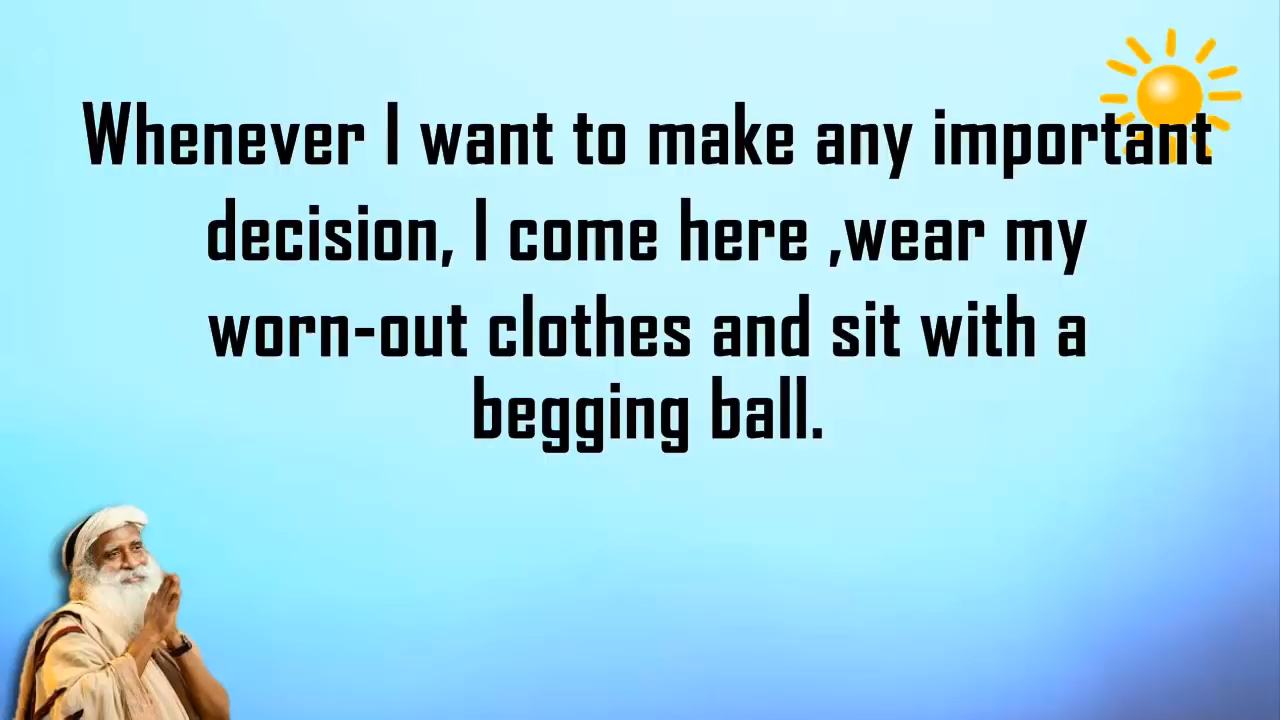 Whenever I want to make any important
decision, I come here ,wear my
worn-out clothes and sit with a
begging ball.